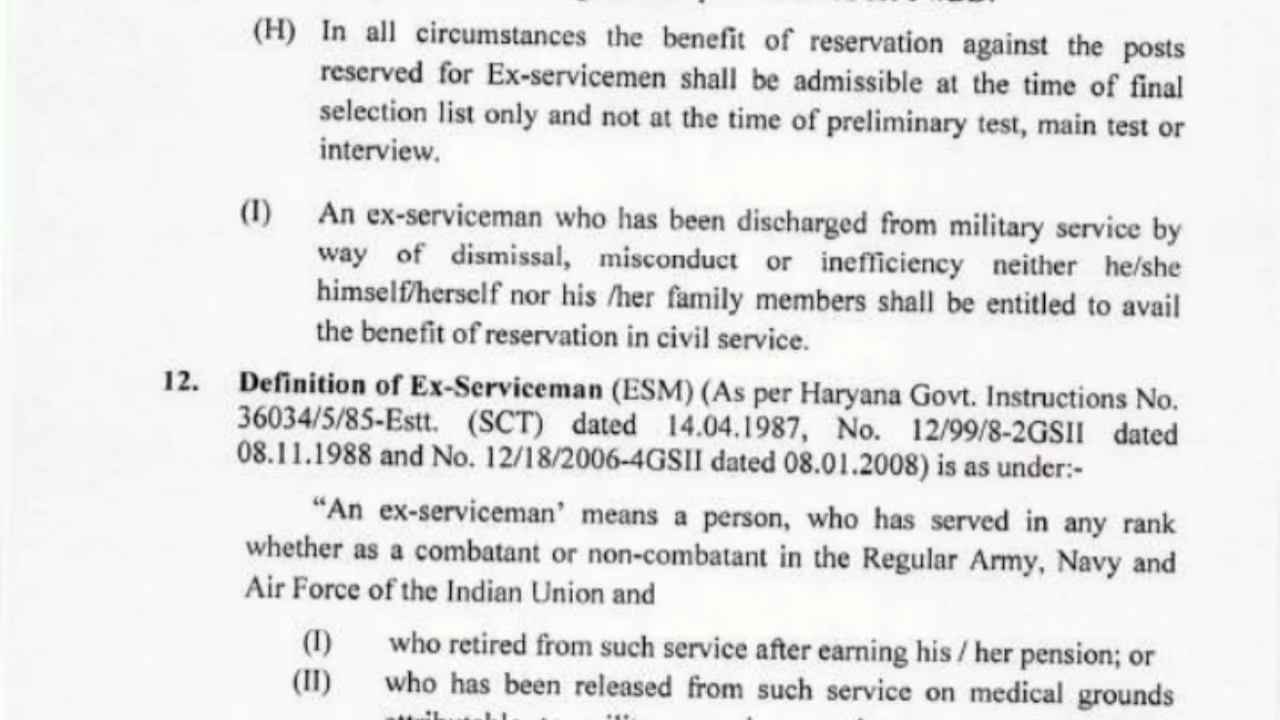 (H) In all circumstances the benefit of reservation against the posts
reserved for Ex-servicemen shall be admissible at the time of final
selection list only and not at the time of preliminary test, main test or
interview.
(I) An ex-serviceman who has been discharged from military service by
way of dismissal, misconduct or inefficiency neither he/she
himself/herself nor his /her family members shall be entitled to avail
the benefit of reservation in civil service.
12. Definition of Ex-Serviceman (ESM) (As per Haryana Govt. Instructions No.
36034/5/85-Estt. (SCT) dated 14.04.1987, No. 12/99/8-2GSII dated
08.11.1988 and No. 12/18/2006-4GSII dated 08.01.2008) is as under:-
“An ex-serviceman’ means a person, who has served in any rank
whether as a combatant or non-combatant in the Regular Army, Navy and
Air Force of the Indian Union and
(I) who retired from such service after earning his / her pension; or
(II) who has been released from such service on medical grounds